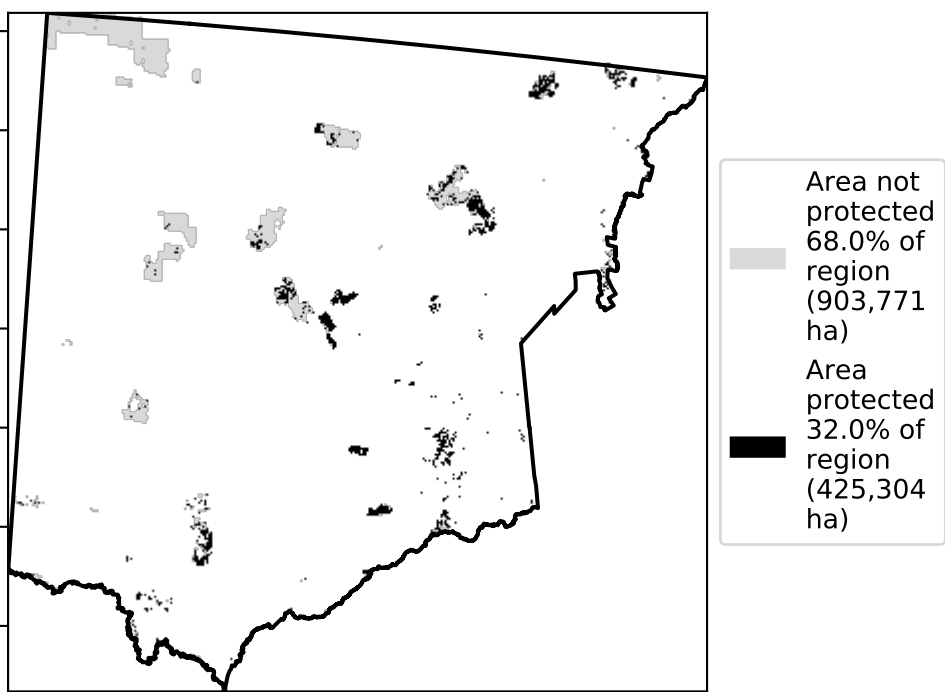 Area not
protected
68.0% of
region
(903,771
ha)
Area
protected
32.0% of
region
(425,304
ha)